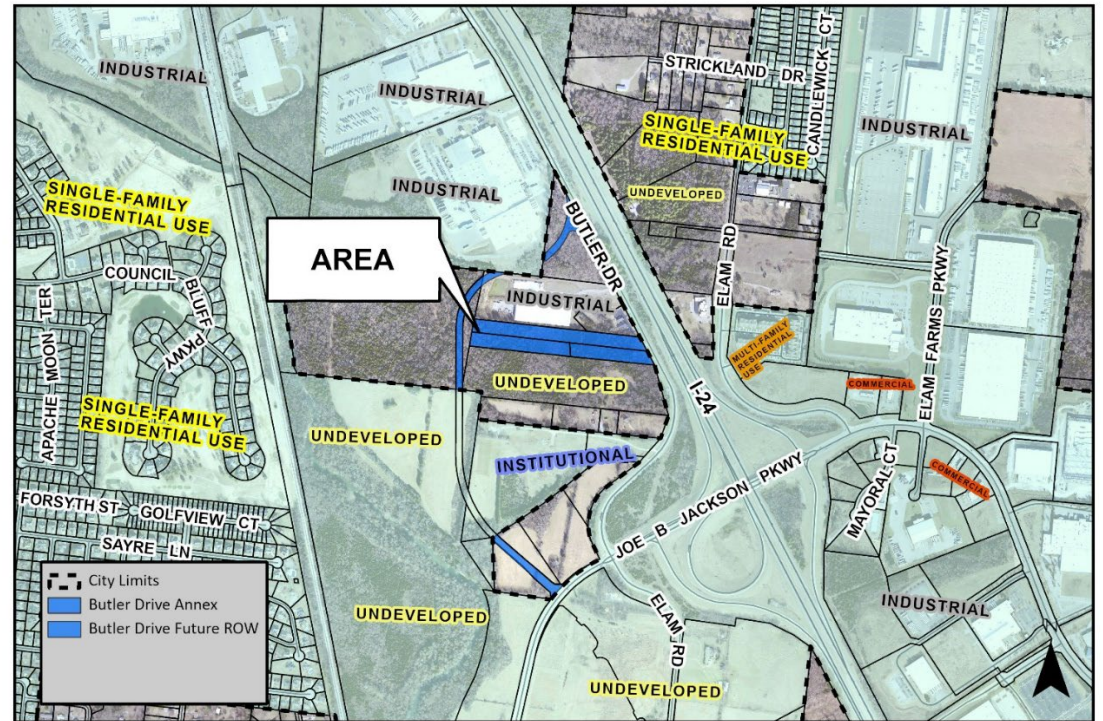 INDUSTRIAL
INDUSTRIAL
STRICKLAND DR
CANDLEWICK CT
SINGLE-FAMILY
RESIDENTIAL USE
INDUSTRIAL
SINGLE-FAMILY
RESIDENTIAL USE
INDUSTRIAL
UNDEVELOPED
AREA
BUTLER DR
ELAM RD
COUNCIL BLUFF PKWY
INDUSTRIAL
ELAM FARMS PKWY
APACHE MOON TER
MULTI-FAMILY
RESIDENTIAL
USE
UNDEVELOPED
I-24
COMMERCIAL
SINGLE-FAMILY
RESIDENTIAL USE
UNDEVELOPED
INSTITUTIONAL
MAYORAL CT
COMMERCIAL
FORSYTH ST
GOLFVIEW CT
JOE B JACKSON PKWY
SAYRE LN
City Limits
Butler Drive Annex
Butler Drive Future ROW
UNDEVELOPED
ELAM RD
INDUSTRIAL
UNDEVELOPED